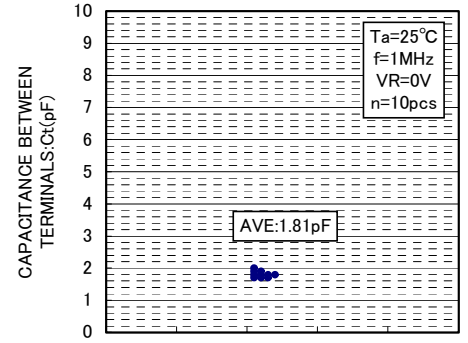 10
9
8
7
6
5
4
3
2
1
0
CAPACITANCE BETWEEN
TERMINALS:Ct(pF)
Ta=25℃
f=1MHz
VR=0V
n=10pcs
AVE:1.81pF